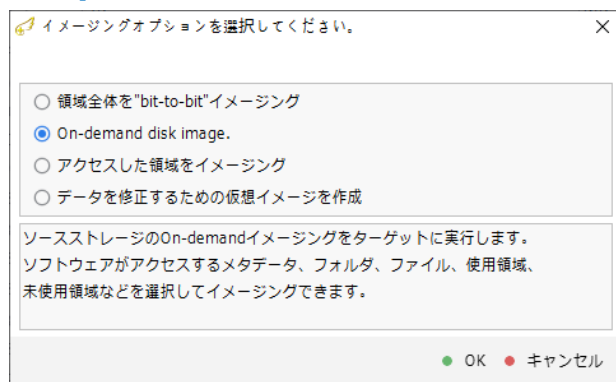 イメージングオプションを選択してください。
領域全体を"bit-to-bit"イメージング
On-demand disk image.
アクセスした領域をイメージング
データを修正するための仮想イメージを作成
ソースストレージのOn-demandイメージングをターゲットに実行します。
ソフトウェアがアクセスするメタデータ、フォルダ、ファイル、使用領域、
未使用領域などを選択してイメージングできます。
OK キャンセル